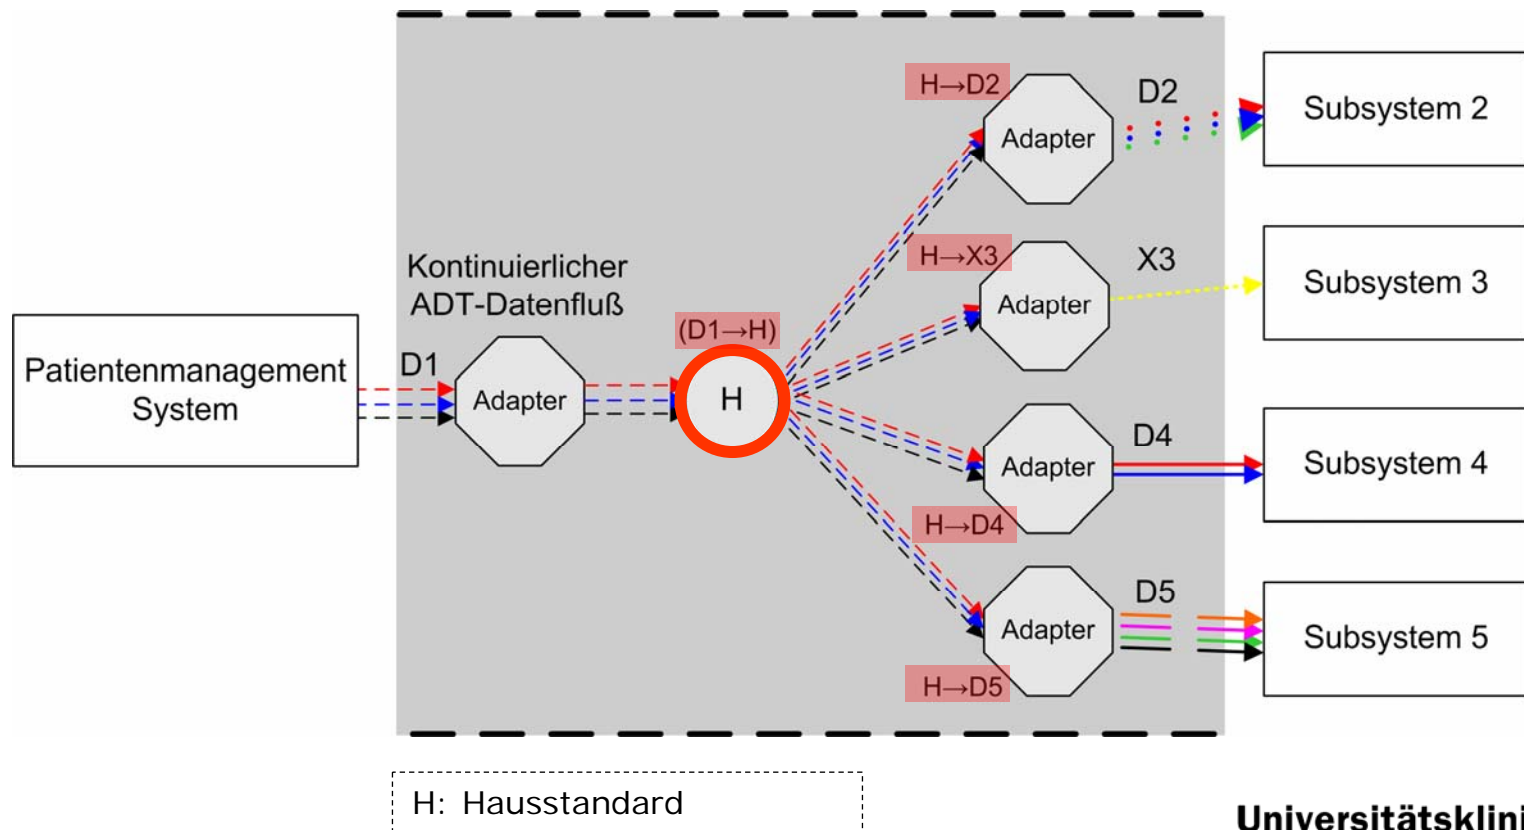 H→D2
D2
Adapter
Subsystem 2
Kontinuierlicher
ADT-Datenfluß
H→X3
X3
Adapter
Subsystem 3
Patientenmanagement
System
D1
Adapter
(D1→H)
H
D4
Adapter
Subsystem 4
H→D4
D5
Adapter
Subsystem 5
H→D5
H: Hausstandard
Universitätsklini